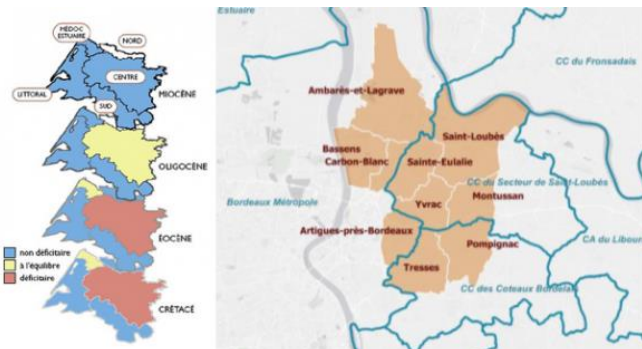 MÉDOC
ESTUAIRE
NORD
CENTRE
LITTORAL
MIOCÈNE
SUD
OLIGOCÈNE
ÉOCÈNE
non déficitaire
à l'équilibre
déficitaire
CRÉTACÉ
Estuaire
CC du Fronsadais
Ambarès-et-Lagrave
Saint-Loubès
Bassens
Carbon-Blanc
Sainte-Eulalie
CC du Secteur de Saint-Loubès
Bordeaux Métropole
Yvrac
Montussan
Artigues-près-Bordeaux
Pompignac
CA du Libour
Tresses
CC des Coteaux Bordelais